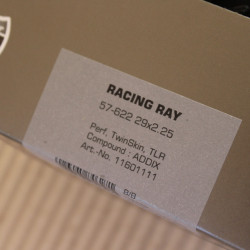 RACING RAY
57-622 29x2.25
Perf. TwinSkin, TLR
Compound : ADDIX
Art.-No. 11601111
B/B